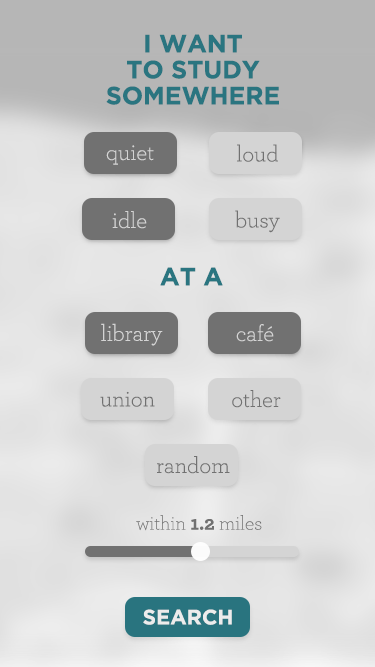 I WANT
TO STUDY
SOMEWHERE
quiet loud
idle busy
AT A
library café
union other
random
within 1.2 miles
SEARCH